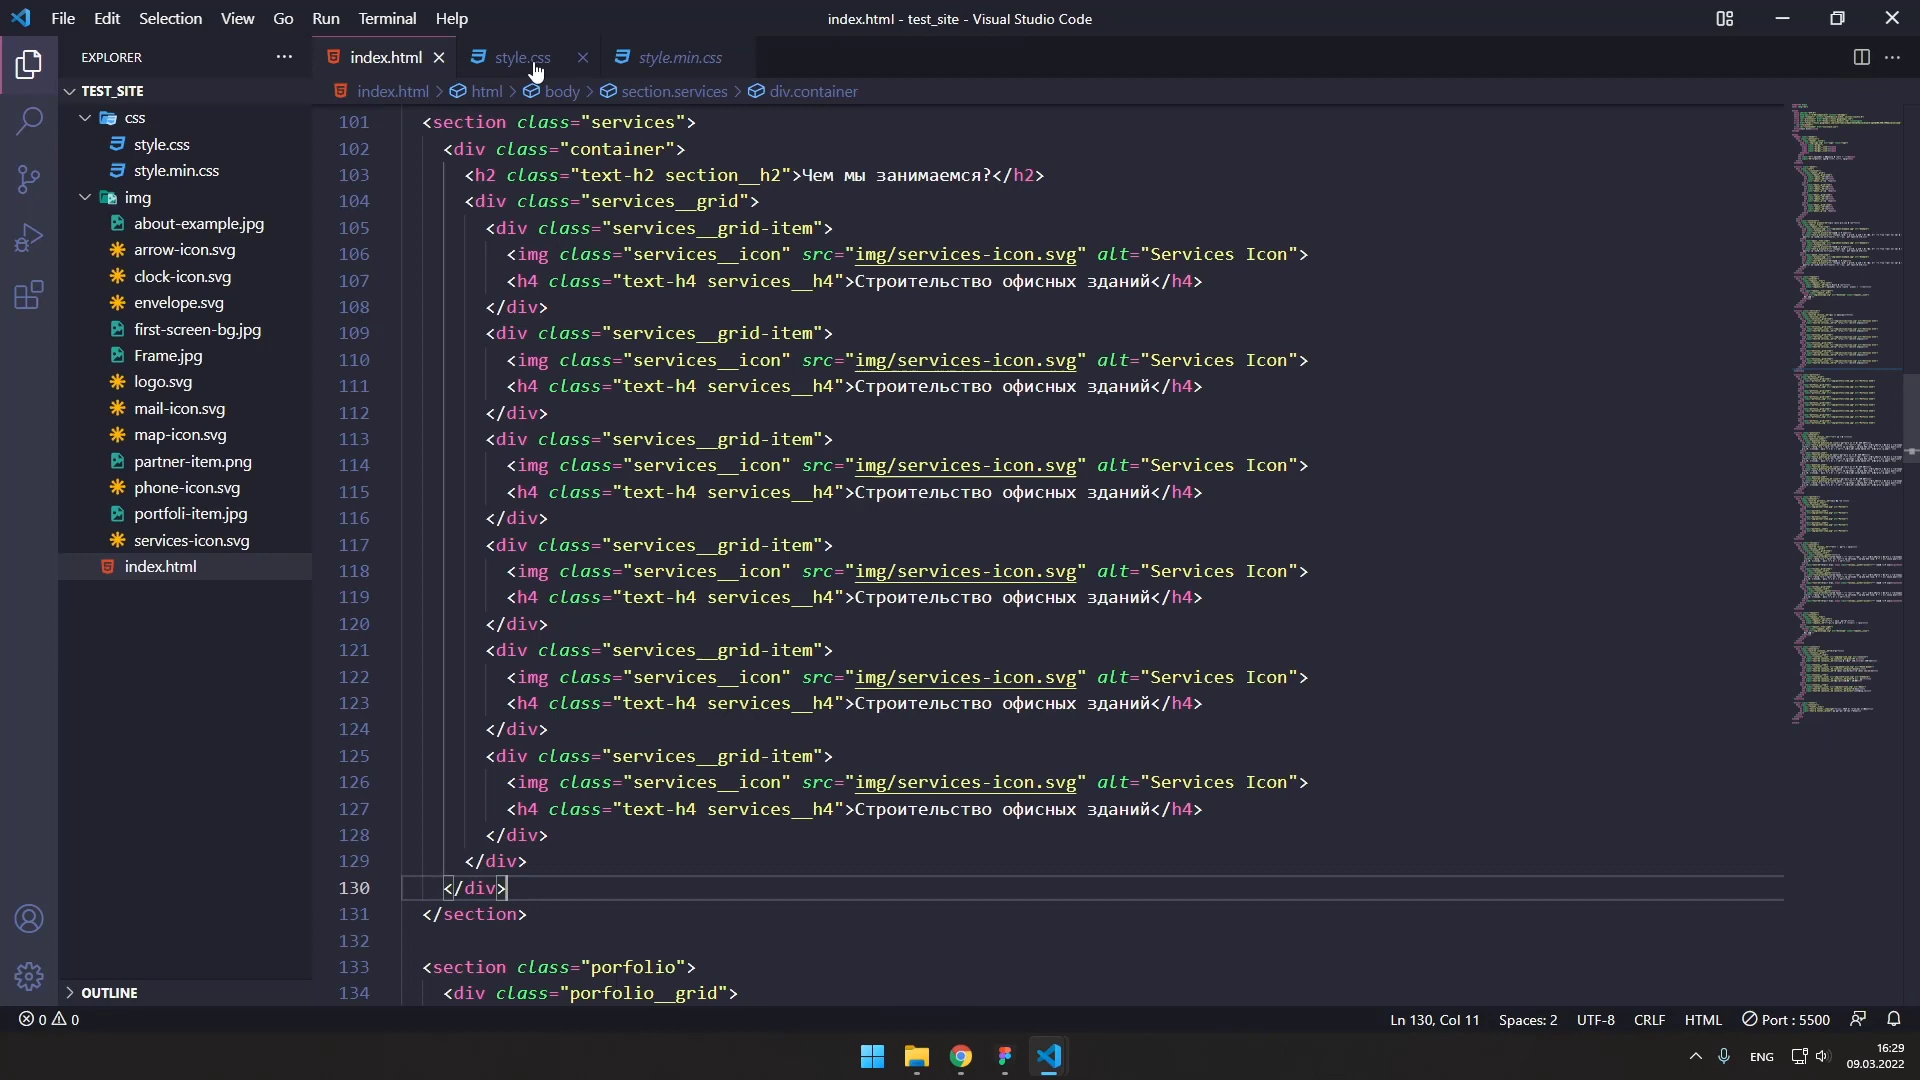 File Edit Selection View Go Run Terminal Help
index.html - test_site - Visual Studio Code
EXPLORER
index.html
style.css
style.min.css
TEST_SITE
index.html > html > body > section.services > div.container
css
style.css
style.min.css
img
about-example.jpg
arrow-icon.svg
clock-icon.svg
envelope.svg
first-screen-bg.jpg
Frame.jpg
logo.svg
mail-icon.svg
map-icon.svg
partner-item.png
phone-icon.svg
portfoli-item.jpg
services-icon.svg
index.html
OUTLINE
101 <section class="services">
102 <div class="container">
103 <h2 class="text-h2 section__h2">Чем мы занимаемся?</h2>
104 <div class="services__grid">
105 <div class="services__grid-item">
106 <img class="services__icon" src="img/services-icon.svg" alt="Services Icon">
107 <h4 class="text-h4 services__h4">Строительство офисных зданий</h4>
108 </div>
109 <div class="services__grid-item">
110 <img class="services__icon" src="img/services-icon.svg" alt="Services Icon">
111 <h4 class="text-h4 services__h4">Строительство офисных зданий</h4>
112 </div>
113 <div class="services__grid-item">
114 <img class="services__icon" src="img/services-icon.svg" alt="Services Icon">
115 <h4 class="text-h4 services__h4">Строительство офисных зданий</h4>
116 </div>
117 <div class="services__grid-item">
118 <img class="services__icon" src="img/services-icon.svg" alt="Services Icon">
119 <h4 class="text-h4 services__h4">Строительство офисных зданий</h4>
120 </div>
121 <div class="services__grid-item">
122 <img class="services__icon" src="img/services-icon.svg" alt="Services Icon">
123 <h4 class="text-h4 services__h4">Строительство офисных зданий</h4>
124 </div>
125 <div class="services__grid-item">
126 <img class="services__icon" src="img/services-icon.svg" alt="Services Icon">
127 <h4 class="text-h4 services__h4">Строительство офисных зданий</h4>
128 </div>
129 </div>
130 </div>
131 </section>
132
133 <section class="porfolio">
134 <div class="porfolio__grid">
0 0
Ln 130, Col 11 Spaces: 2 UTF-8 CRLF HTML Port : 5500
ENG
16:29
09.03.2022